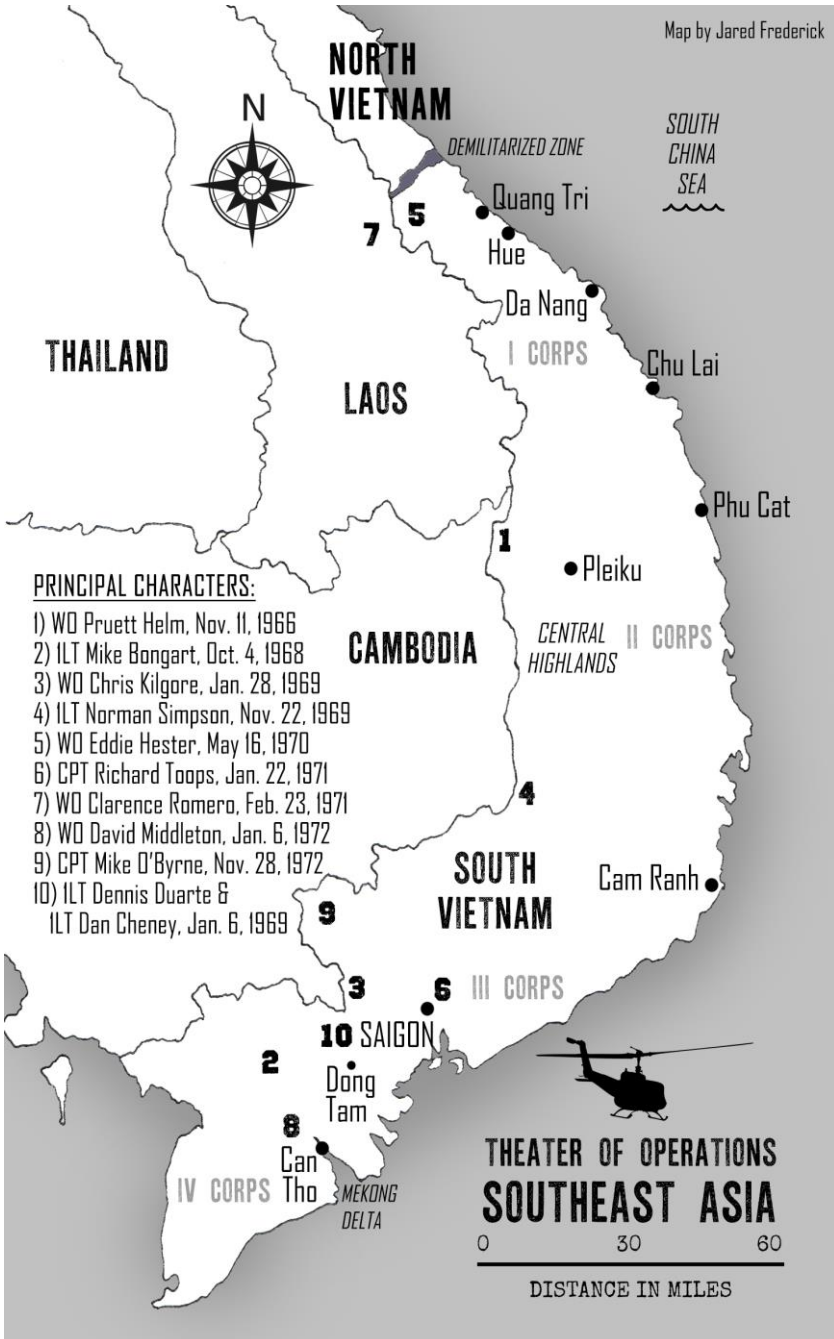 Map by Jared Frederick
NORTH
VIETNAM
N
DEMILITARIZED ZONE
SOUTH
CHINA
SEA
7
5
Quang Tri
Hue
Da Nang
I CORPS
THAILAND
LAOS
Chu Lai
Phu Cat
1
Pleiku
CENTRAL
HIGHLANDS
II CORPS
CAMBODIA
PRINCIPAL CHARACTERS:
1) WO Pruett Helm, Nov. 11, 1966
2) 1LT Mike Bongart, Oct. 4, 1968
3) WO Chris Kilgore, Jan. 28, 1969
4) 1LT Norman Simpson, Nov. 22, 1969
5) WO Eddie Hester, May 16, 1970
6) CPT Richard Toops, Jan. 22, 1971
7) WO Clarence Romero, Feb. 23, 1971
8) WO David Middleton, Jan. 6, 1972
9) CPT Mike O'Byrne, Nov. 28, 1972
10) 1LT Dennis Duarte &
1LT Dan Cheney, Jan. 6, 1969
4
SOUTH
VIETNAM
Cam Ranh
9
3
6
III CORPS
10
SAIGON
2
Dong
Tam
8
Can
Tho
IV CORPS
MEKONG
DELTA
THEATER OF OPERATIONS
SOUTHEAST ASIA
0 30 60
DISTANCE IN MILES